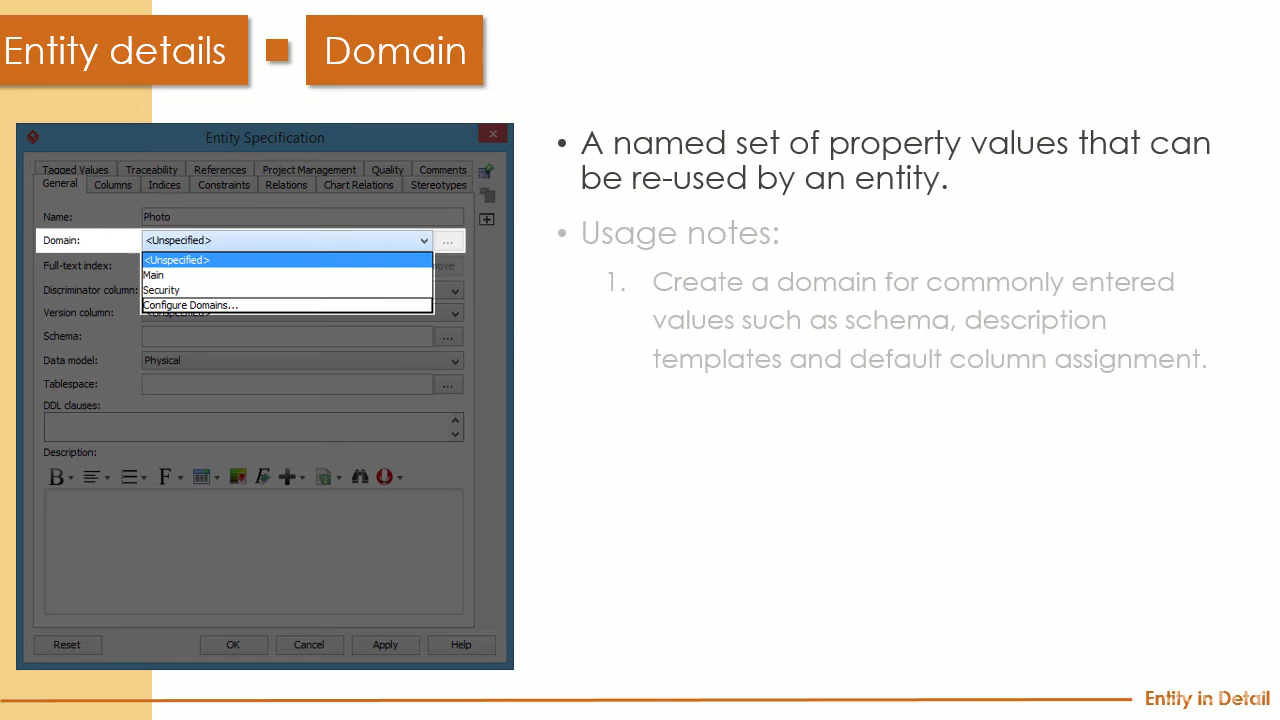 Entity details ■ Domain
Entity Specification
Tagged Values Traceability References Project Management Quality Comments
General Columns Indices Constraints Relations Chart Relations Stereotypes
Name: Photo
Domain: <Unspecified> ...
<Unspecified>
Full-text index:
Main
Discriminator column:
Security
Configure Domains...
Version column:
Schema: ...
Data model: Physical
Tablespace: ...
DDL clauses:
Description:
Reset OK Cancel Apply Help
• A named set of property values that can
be re-used by an entity.
• Usage notes:
1. Create a domain for commonly entered
values such as schema, description
templates and default column assignment.
Entity in Detail